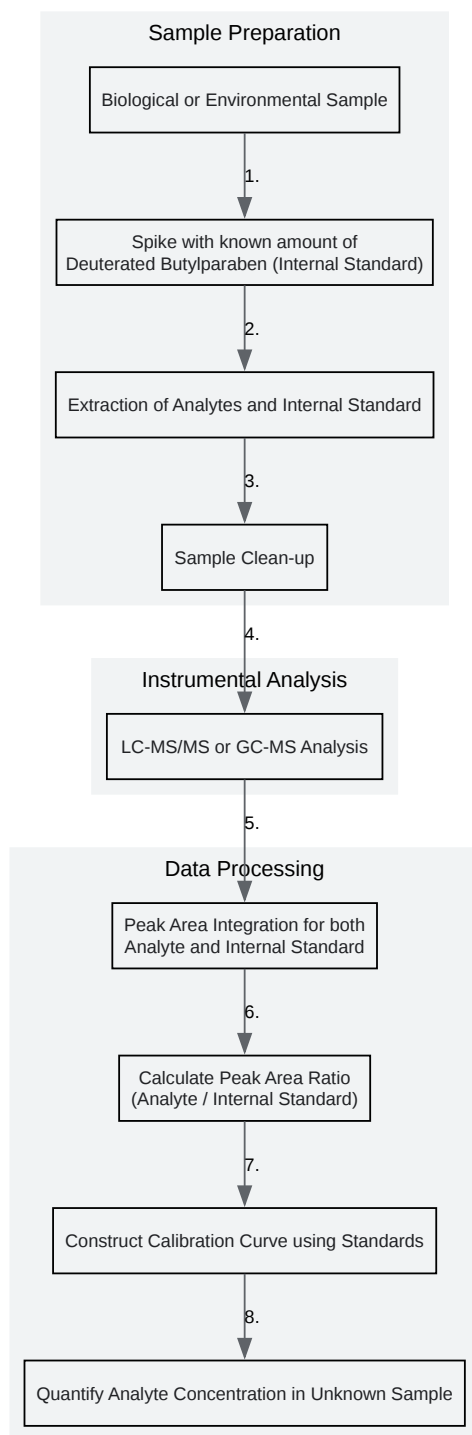 Sample Preparation
Biological or Environmental Sample
1.
Spike with known amount of
Deuterated Butylparaben (Internal Standard)
2.
Extraction of Analytes and Internal Standard
3.
Sample Clean-up
4.
Instrumental Analysis
LC-MS/MS or GC-MS Analysis
5.
Data Processing
Peak Area Integration for both
Analyte and Internal Standard
6.
Calculate Peak Area Ratio
(Analyte / Internal Standard)
7.
Construct Calibration Curve using Standards
8.
Quantify Analyte Concentration in Unknown Sample